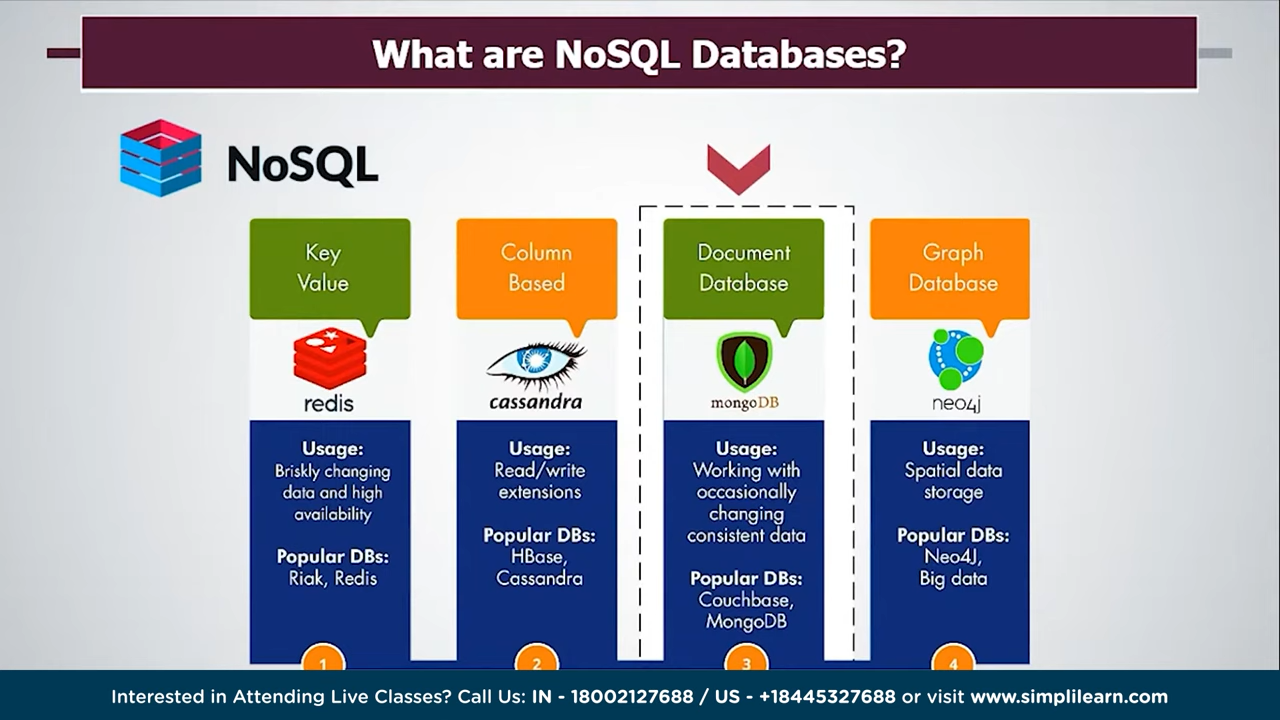 What are NoSQL Databases?
NoSQL
Key
Value
redis
Usage:
Briskly changing
data and high
availability
Popular DBs:
Riak, Redis
1
Column
Based
cassandra
Usage:
Read/write
extensions
Popular DBs:
HBase,
Cassandra
2
Document
Database
mongoDB
Usage:
Working with
occasionally
changing
consistent data
Popular DBs:
Couchbase,
MongoDB
3
Graph
Database
neo4j
Usage:
Spatial data
storage
Popular DBs:
Neo4J,
Big data
4
Interested in Attending Live Classes? Call Us: IN - 18002127688 / US - +18445327688 or visit www.simplilearn.com